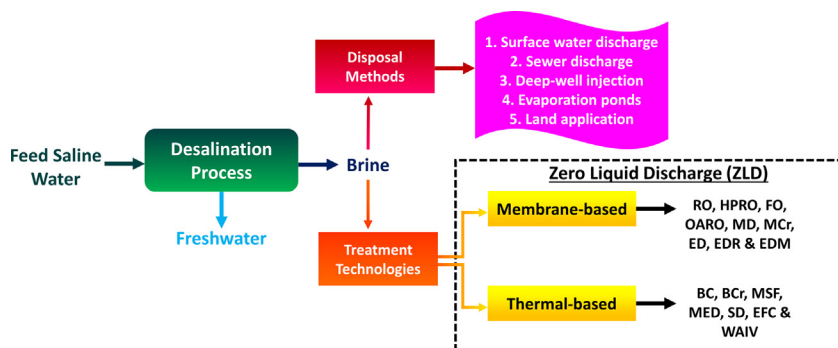 Feed Saline
Water
Desalination
Process
Freshwater
Brine
Disposal
Methods
1. Surface water discharge
2. Sewer discharge
3. Deep-well injection
4. Evaporation ponds
5. Land application
Treatment
Technologies
Zero Liquid Discharge (ZLD)
Membrane-based
RO, HPRO, FO,
OARO, MD, MCr,
ED, EDR & EDM
Thermal-based
BC, BCr, MSF,
MED, SD, EFC &
WAIV